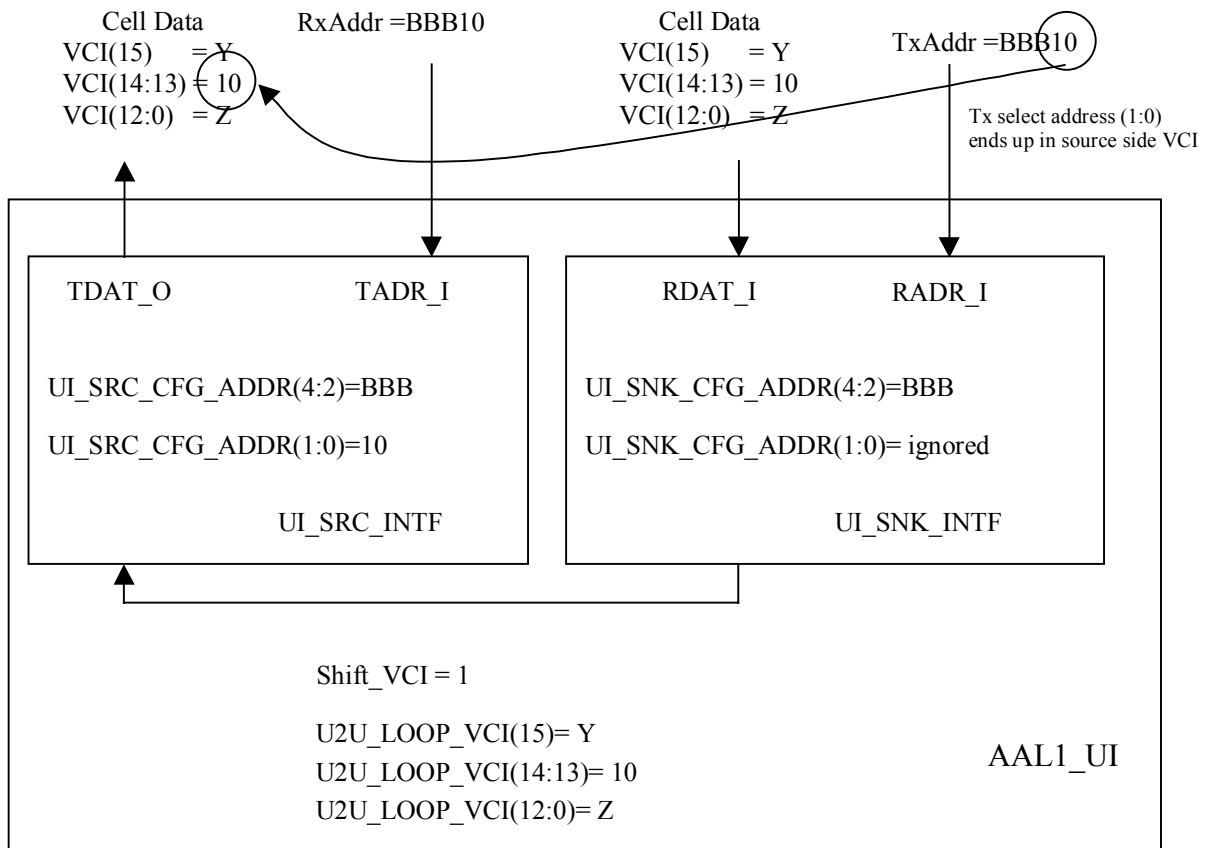 Cell Data
VCI(15) = Y
VCI(14:13) = 10
VCI(12:0) = Z
RxAddr =BBB10
Cell Data
VCI(15) = Y
VCI(14:13) = 10
VCI(12:0) = Z
TxAddr =BBB10
Tx select address (1:0)
ends up in source side VCI
TDAT_O TADR_I
UI_SRC_CFG_ADDR(4:2)=BBB
UI_SRC_CFG_ADDR(1:0)=10
UI_SRC_INTF
RDAT_I RADR_I
UI_SNK_CFG_ADDR(4:2)=BBB
UI_SNK_CFG_ADDR(1:0)= ignored
UI_SNK_INTF
Shift_VCI = 1
U2U_LOOP_VCI(15)= Y
U2U_LOOP_VCI(14:13)= 10
U2U_LOOP_VCI(12:0)= Z
AAL1_UI